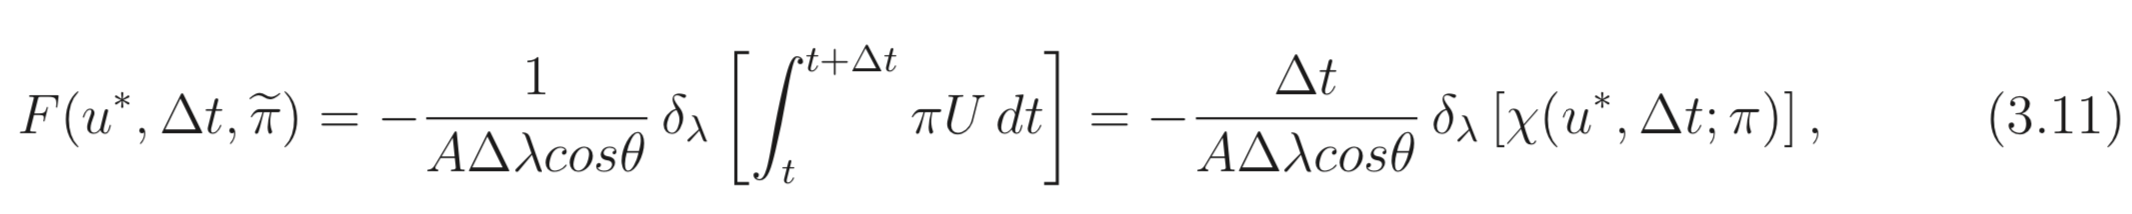 $F(u^*, \Delta t, \widetilde{\pi}) = -\frac{1}{A\Delta\lambda cos\theta}\, \delta_\lambda \left[ \int_t^{t+\Delta t} \pi U\, dt \right] = -\frac{\Delta t}{A\Delta\lambda cos\theta}\, \delta_\lambda \left[ \chi(u^*, \Delta t; \pi) \right],$ (3.11)